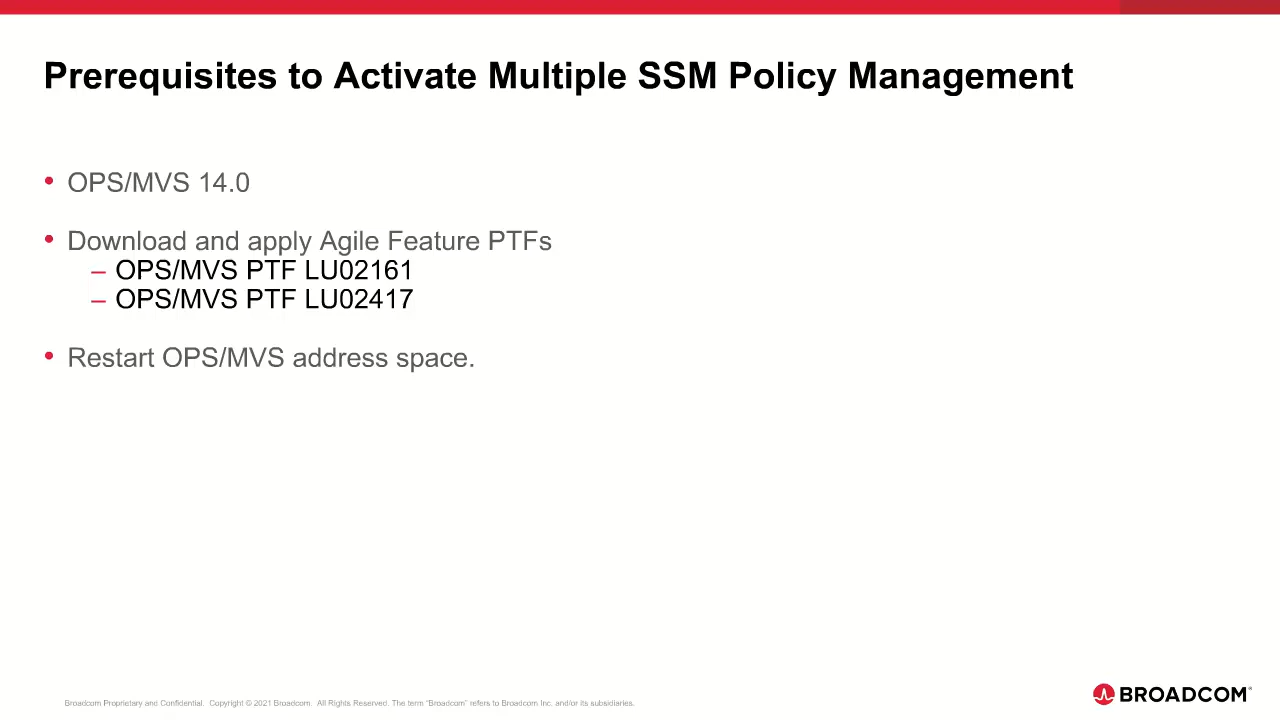 Prerequisites to Activate Multiple SSM Policy Management
• OPS/MVS 14.0
• Download and apply Agile Feature PTFs
– OPS/MVS PTF LU02161
– OPS/MVS PTF LU02417
• Restart OPS/MVS address space.
Broadcom Proprietary and Confidential. Copyright © 2021 Broadcom. All Rights Reserved. The term “Broadcom” refers to Broadcom Inc. and/or its subsidiaries.
BROADCOM®